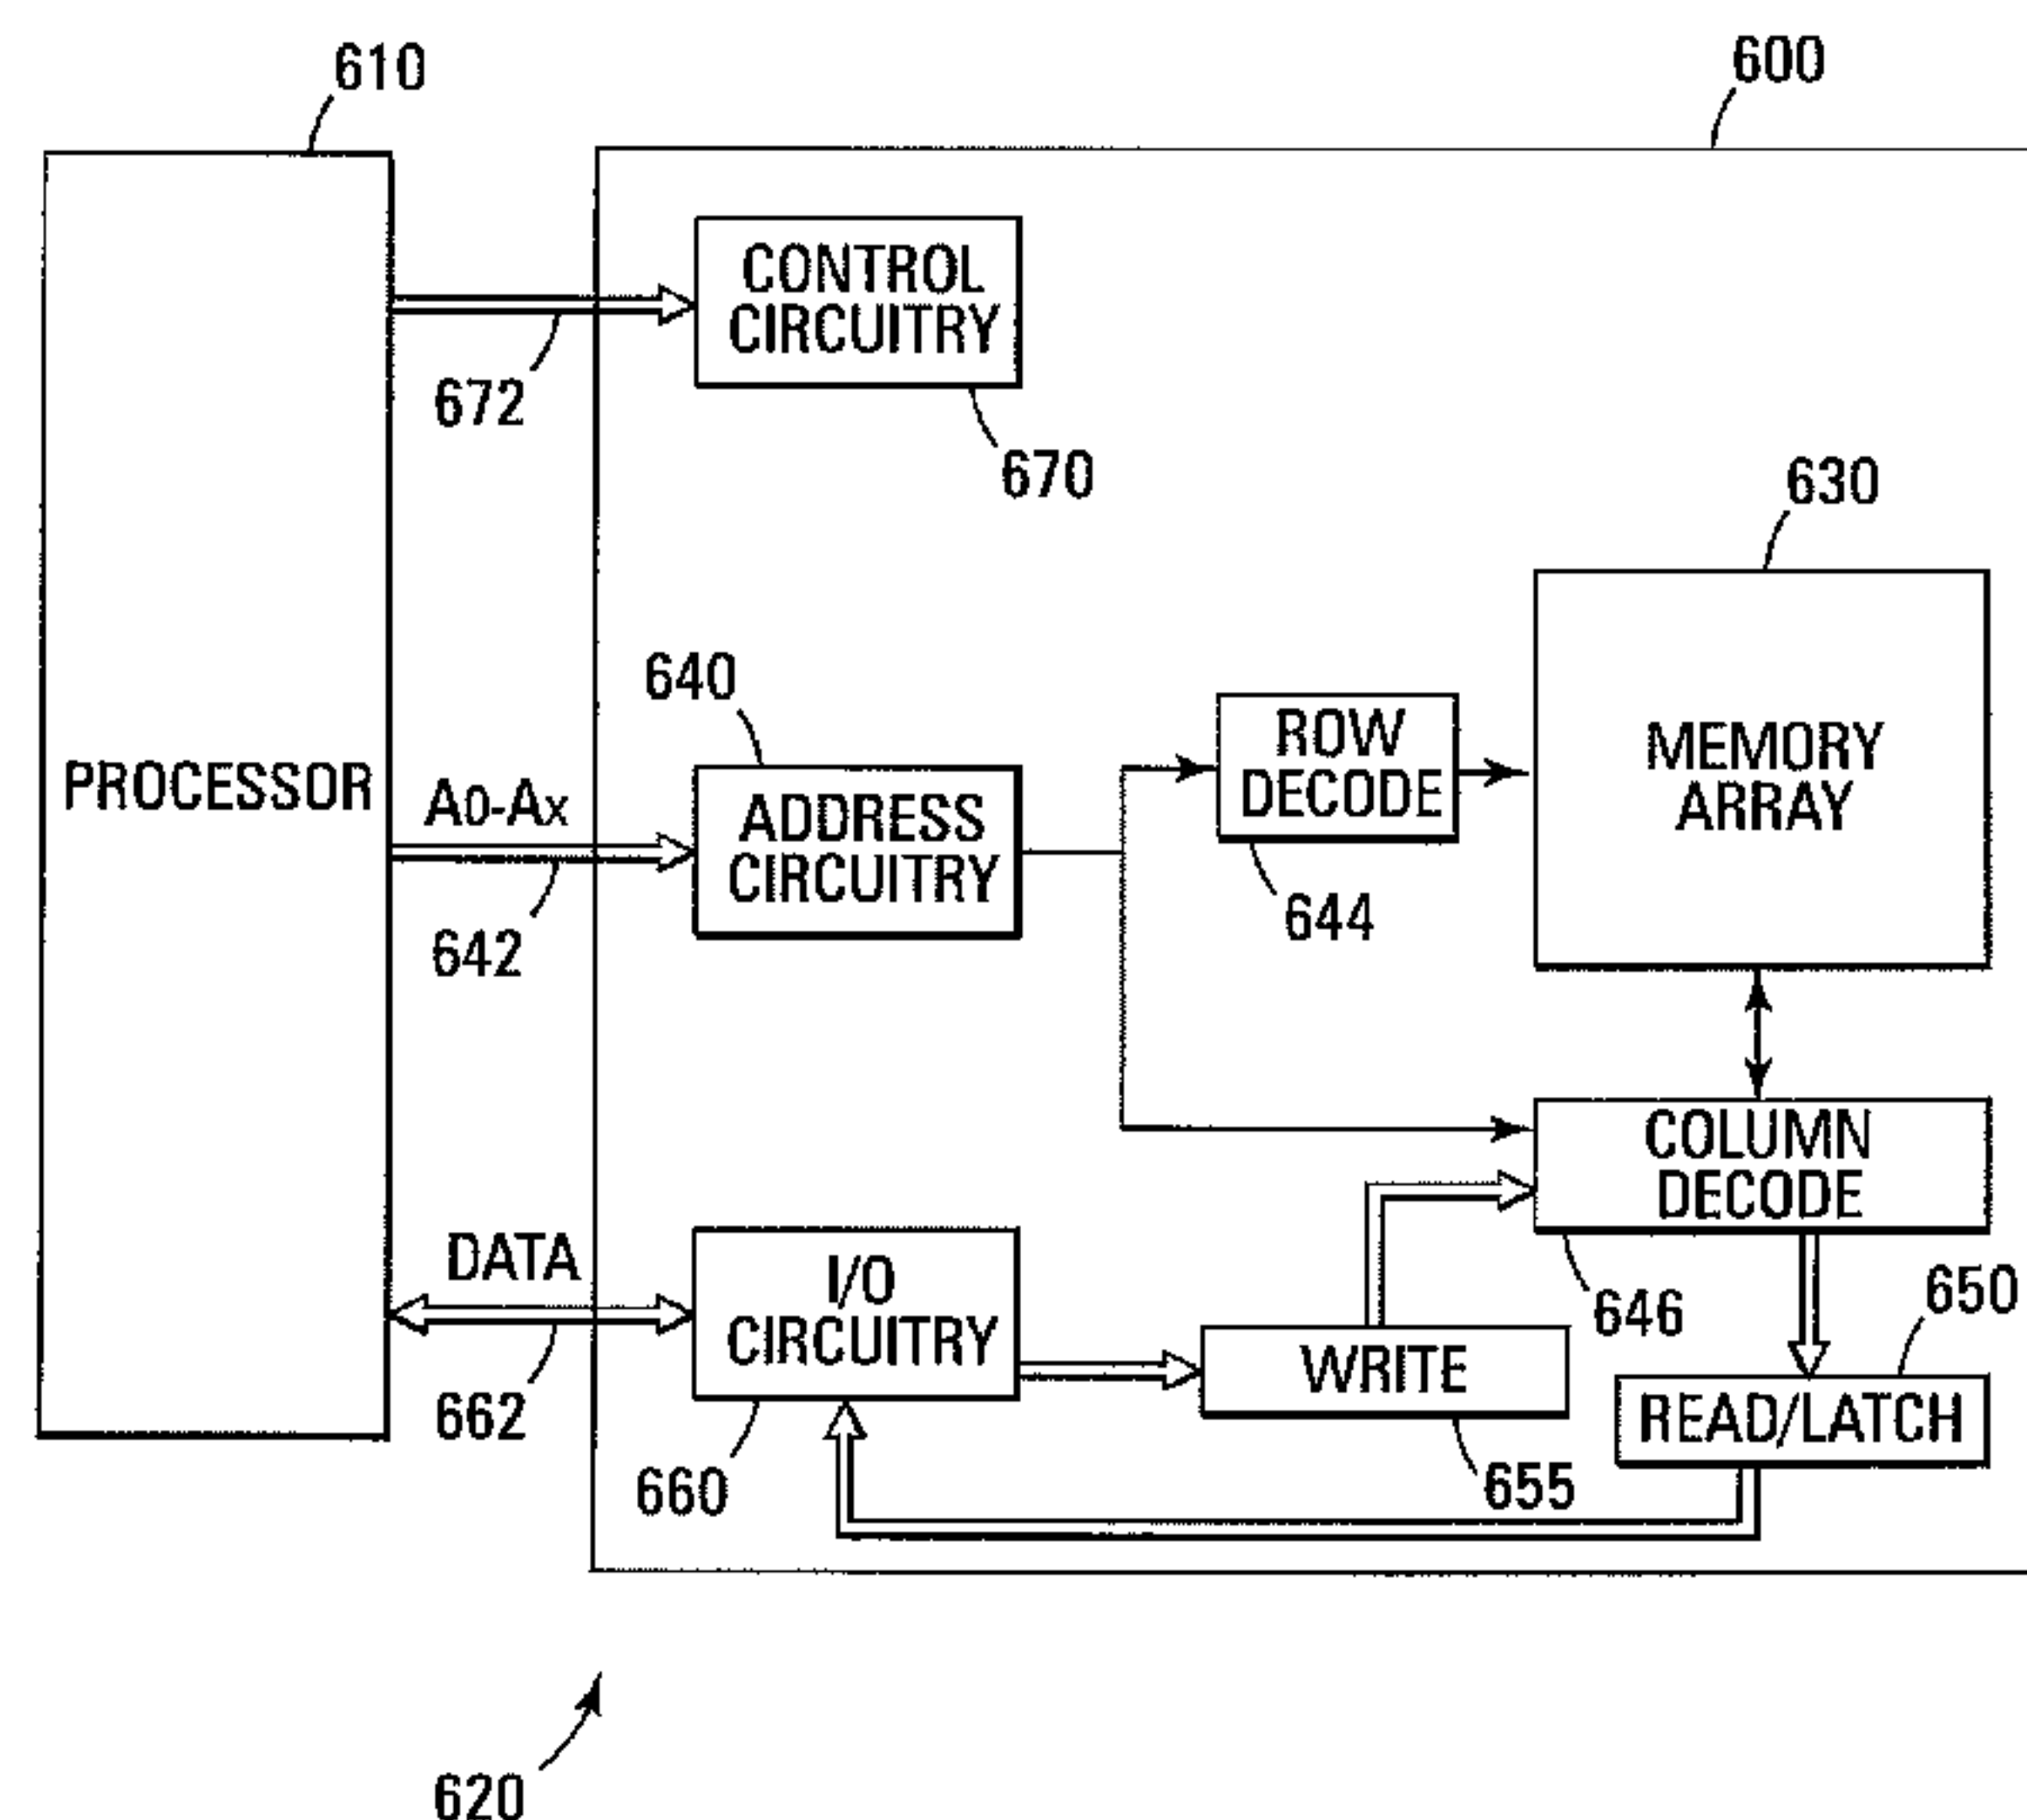 610
600
CONTROL
CIRCUITRY
672
670
630
640
ROW
DECODE
MEMORY
ARRAY
PROCESSOR
A0-Ax
ADDRESS
CIRCUITRY
644
642
COLUMN
DECODE
DATA
I/O
CIRCUITRY
646
650
WRITE
READ/LATCH
662
660
655
620